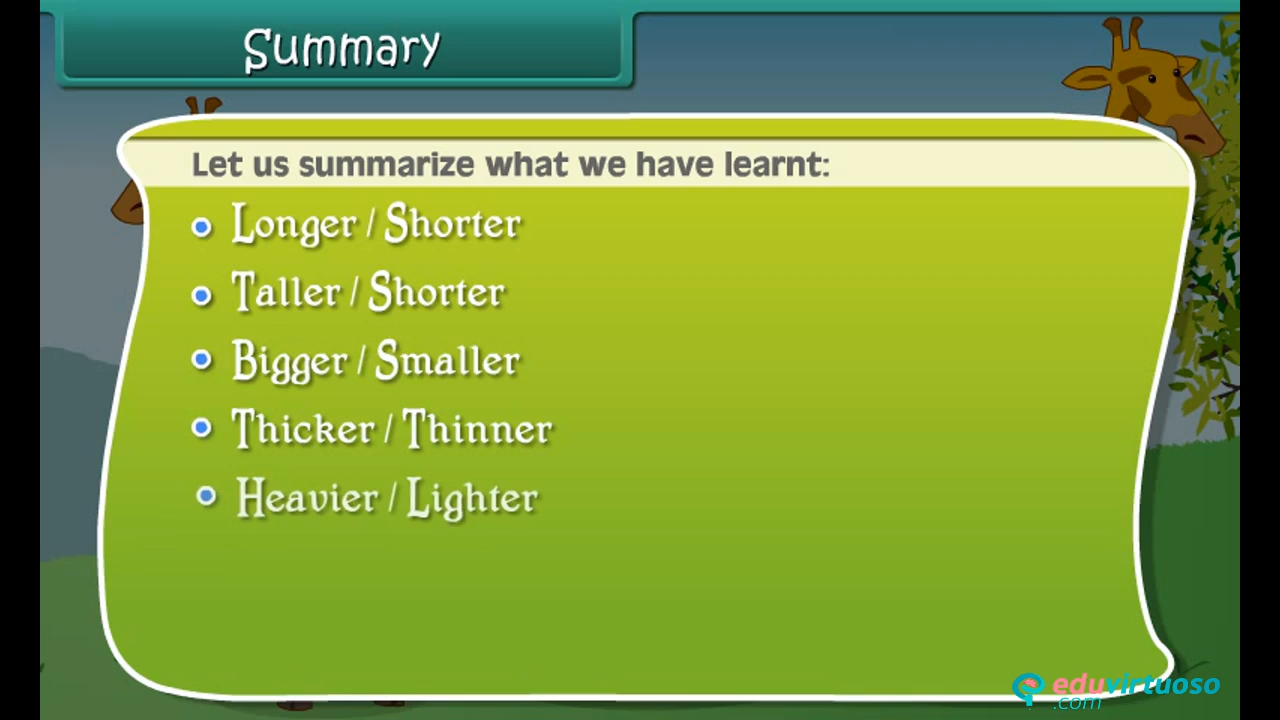 Summary
Let us summarize what we have learnt:
Longer / Shorter
Taller / Shorter
Bigger / Smaller
Thicker / Thinner
Heavier / Lighter
eduvirtuoso
.com